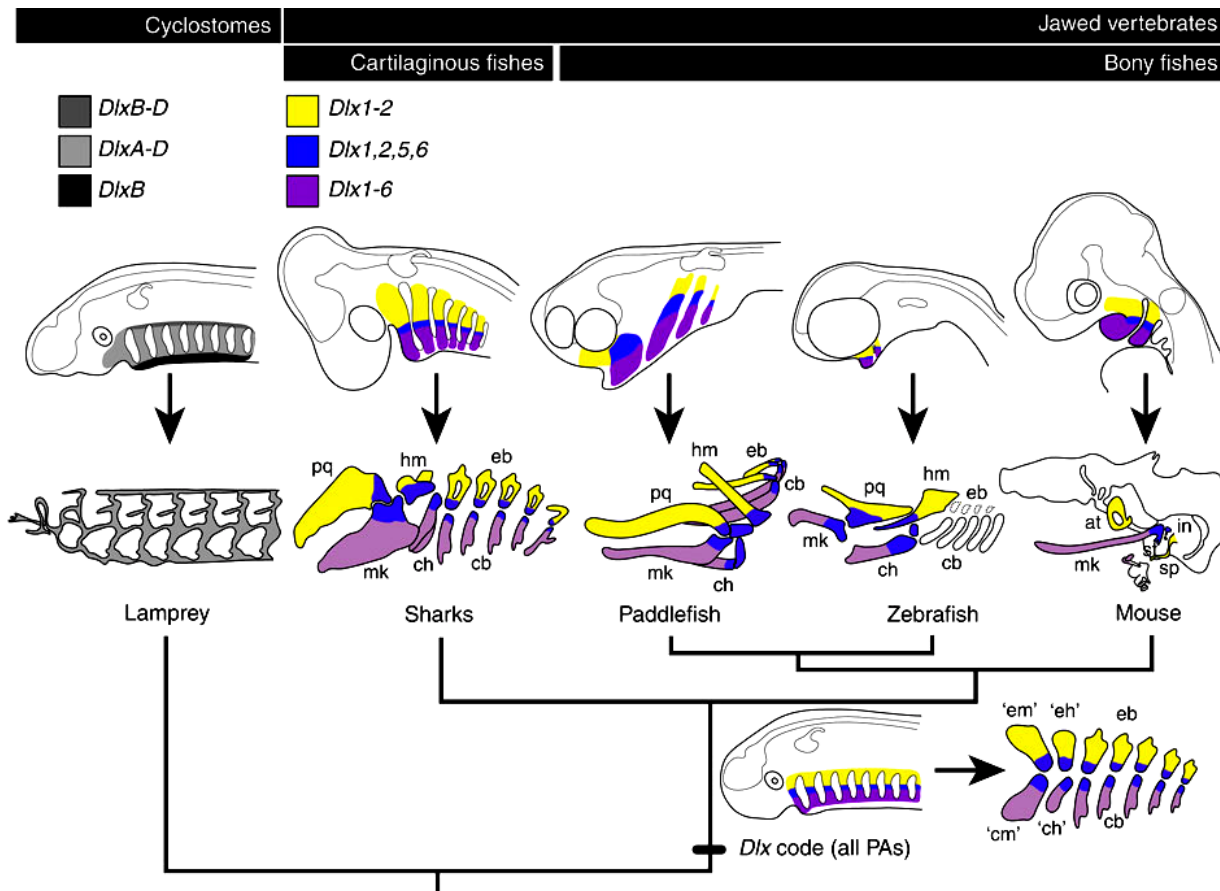 Cyclostomes
Jawed vertebrates
Cartilaginous fishes
Bony fishes
DlxB-D
DlxA-D
DlxB
Dlx1-2
Dlx1,2,5,6
Dlx1-6
pq
hm
eb
mk
ch
cb
hm
eb
pq
cb
mk
ch
pq
hm
eb
mk
ch
cb
at
in
mk
sp
Lamprey
Sharks
Paddlefish
Zebrafish
Mouse
'em'
'eh'
eb
'cm'
'ch'
cb
Dlx code (all PAs)